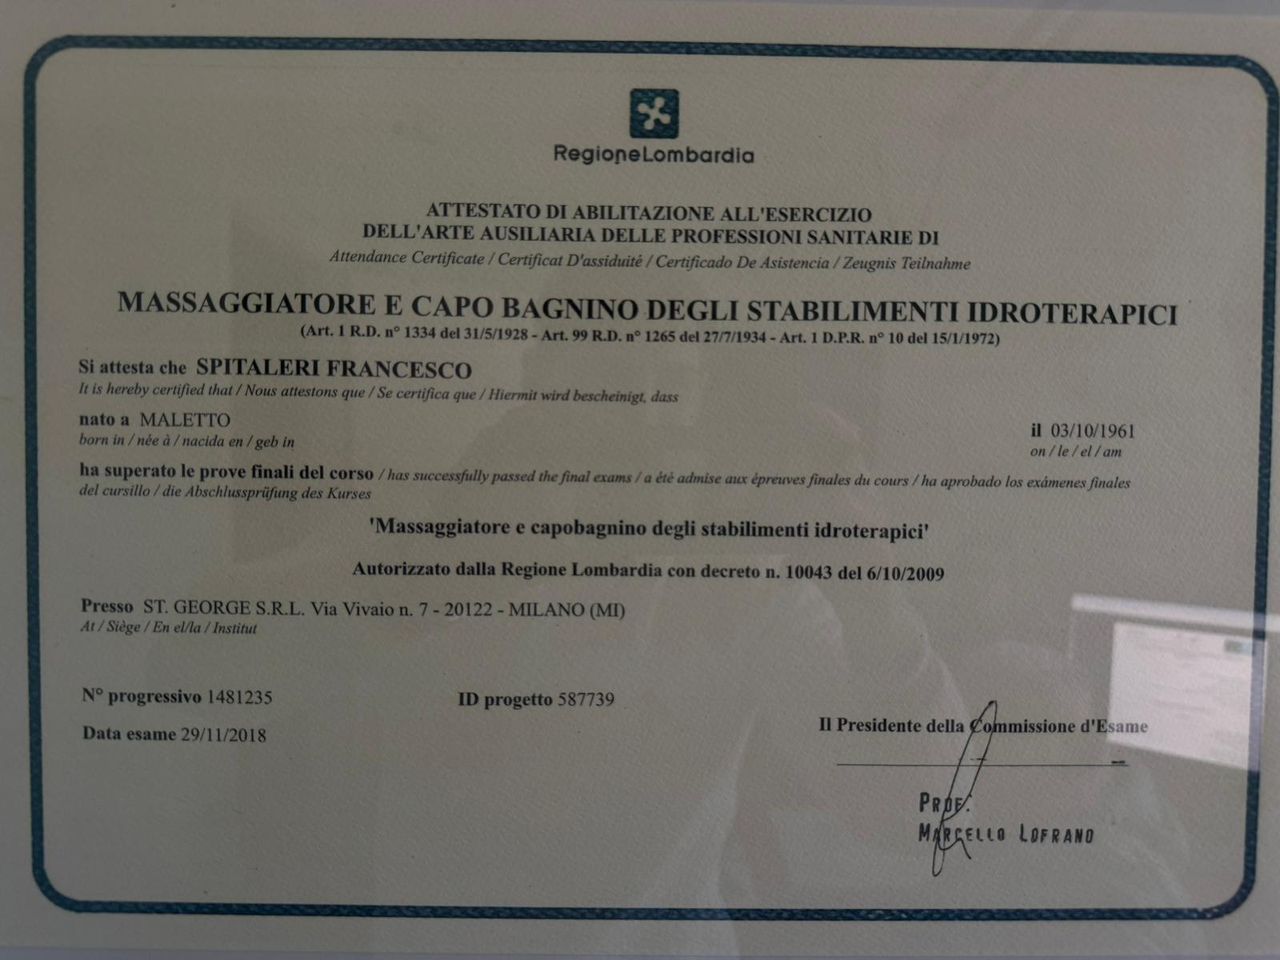 RegioneLombardia
ATTESTATO DI ABILITAZIONE ALL'ESERCIZIO
DELL'ARTE AUSILIARIA DELLE PROFESSIONI SANITARIE DI
Attendance Certificate / Certificat D'assiduité / Certificado De Asistencia / Zeugnis Teilnahme
MASSAGGIATORE E CAPO BAGNINO DEGLI STABILIMENTI IDROTERAPICI
(Art. 1 R.D. n° 1334 del 31/5/1928 - Art. 99 R.D. n° 1265 del 27/7/1934 - Art. 1 D.P.R. n° 10 del 15/1/1972)
Si attesta che SPITALERI FRANCESCO
It is hereby certified that / Nous attestons que / Se certifica que / Hiermit wird bescheinigt, dass
nato a MALETTO il 03/10/1961
born in / née à / nacida en / geb in on / le / el / am
ha superato le prove finali del corso / has successfully passed the final exams / a été admise aux épreuves finales du cours / ha aprobado los exámenes finales
del cursillo / die Abschlussprüfung des Kurses
'Massaggiatore e capobagnino degli stabilimenti idroterapici'
Autorizzato dalla Regione Lombardia con decreto n. 10043 del 6/10/2009
Presso ST. GEORGE S.R.L. Via Vivaio n. 7 - 20122 - MILANO (MI)
At / Siège / En el/la / Institut
N° progressivo 1481235 ID progetto 587739
Data esame 29/11/2018
Il Presidente della Commissione d'Esame
PROF.
MARCELLO LOFRANO